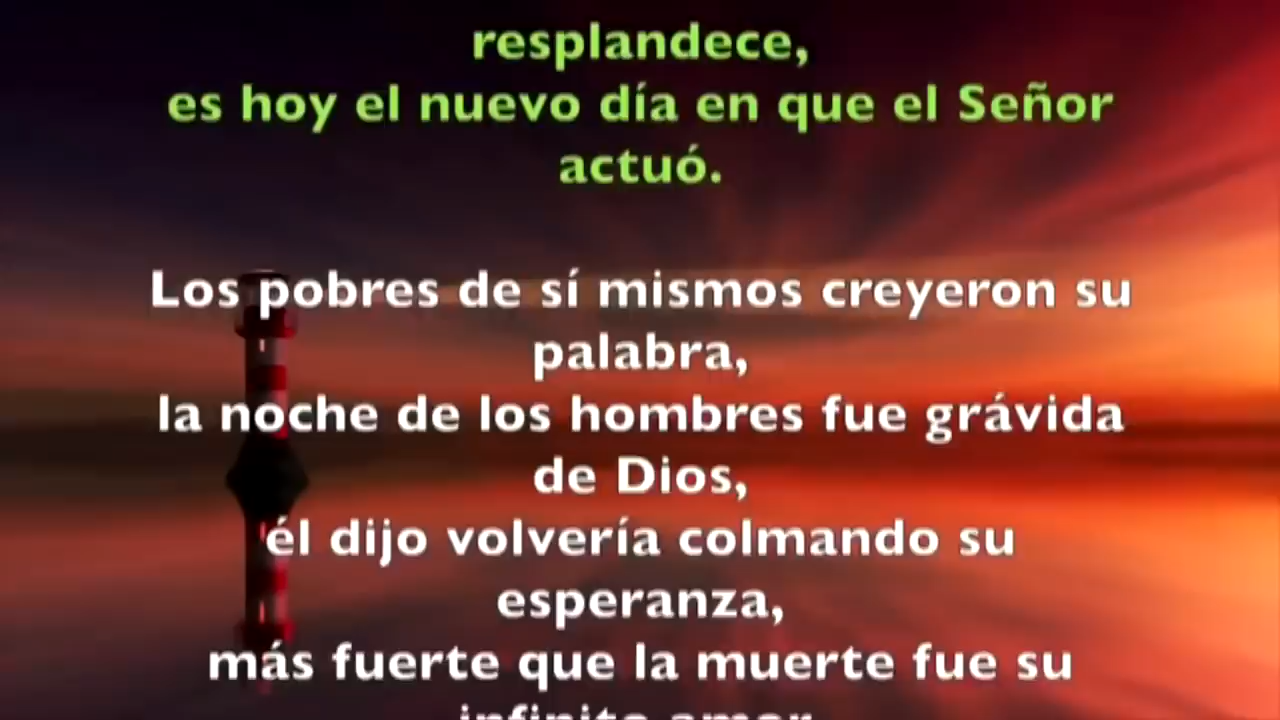 resplandece,
es hoy el nuevo día en que el Señor
actuó.
Los pobres de sí mismos creyeron su
palabra,
la noche de los hombres fue grávida
de Dios,
él dijo volvería colmando su
esperanza,
más fuerte que la muerte fue su
infinito amor